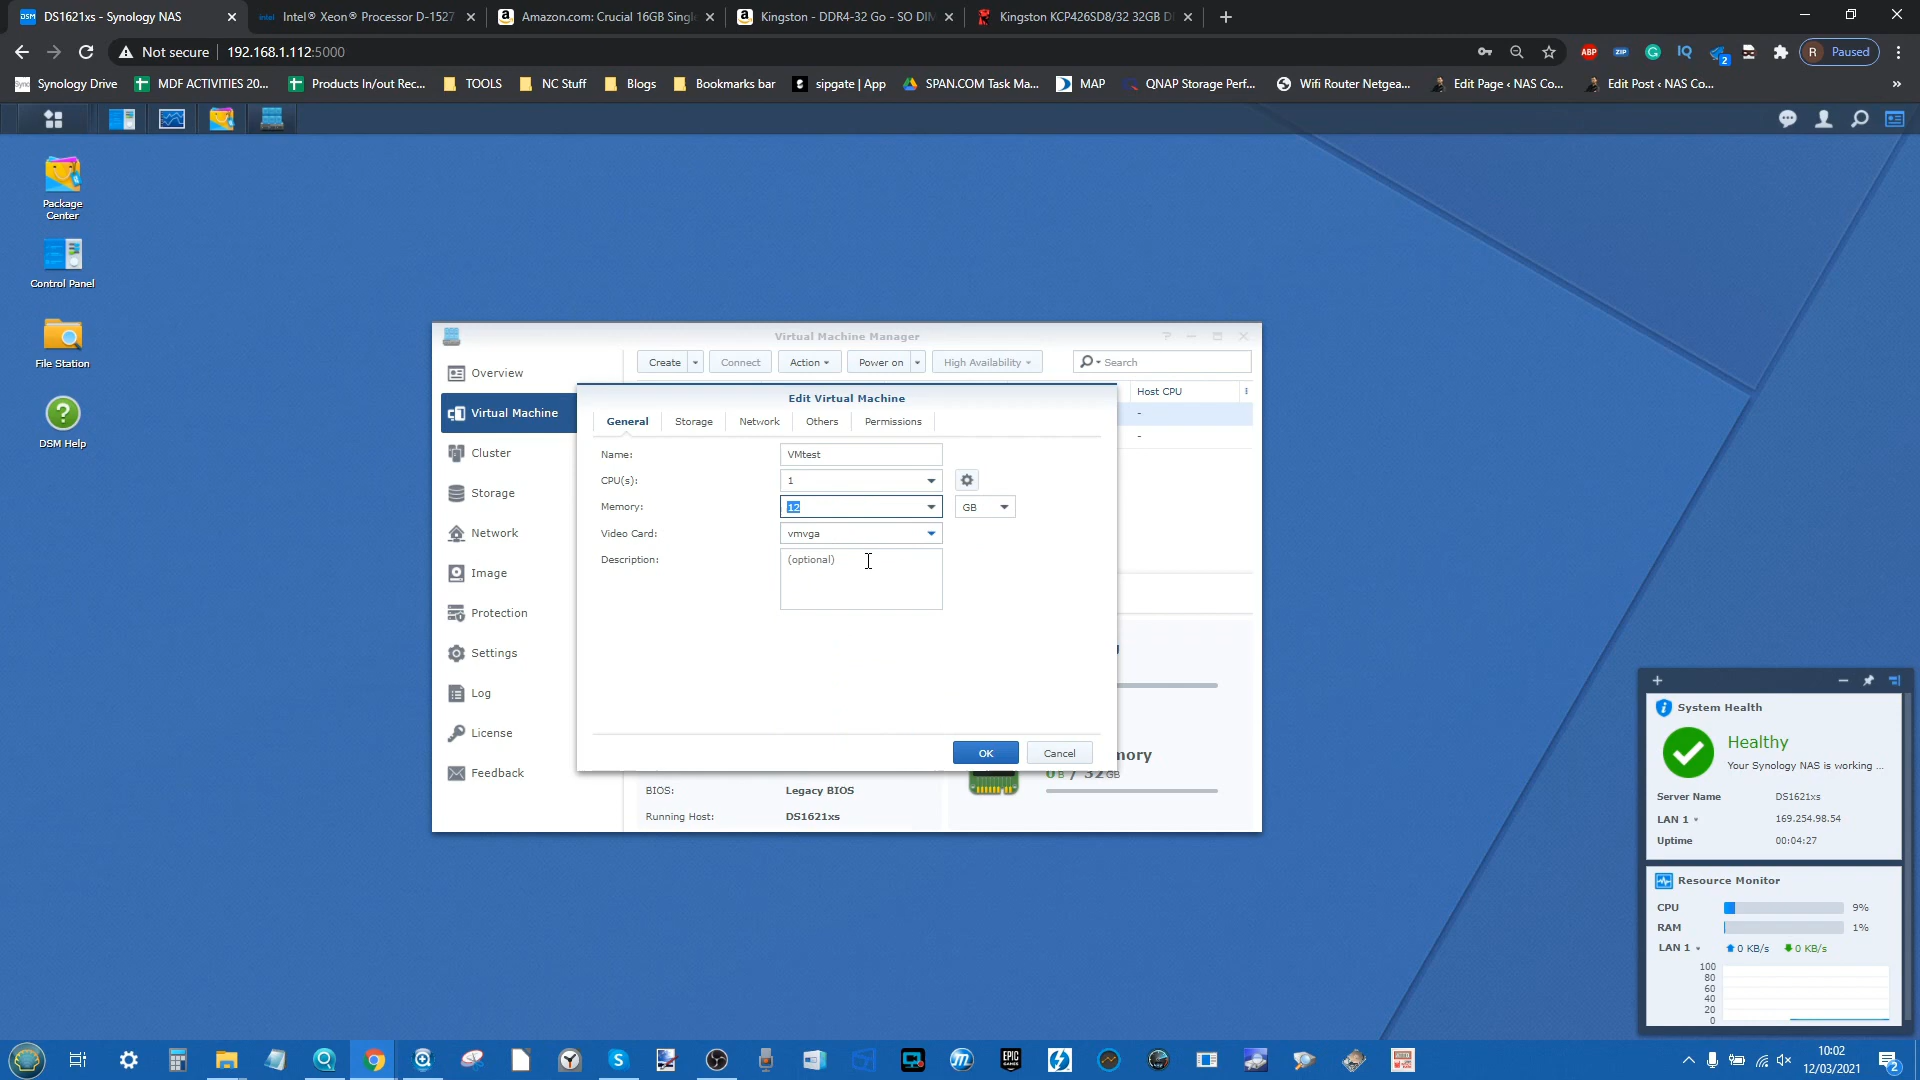 DS1621xs - Synology NAS
Intel® Xeon® Processor D-1527
Amazon.com: Crucial 16GB Singl
Kingston - DDR4-32 Go - SO DIM
Kingston KCP426SD8/32 32GB D
Not secure
192.168.1.112:5000
Paused
Synology Drive
MDF ACTIVITIES 20...
Products In/out Rec...
TOOLS
NC Stuff
Blogs
Bookmarks bar
sipgate | App
SPAN.COM Task Ma...
MAP
QNAP Storage Perf...
Wifi Router Netgea...
Edit Page ‹ NAS Co...
Edit Post ‹ NAS Co...
Package
Center
Control Panel
File Station
DSM Help
Virtual Machine Manager
Create
Connect
Action
Power on
High Availability
Search
Overview
Virtual Machine
Cluster
Storage
Network
Image
Protection
Settings
Log
License
Feedback
Host CPU
-
-
Edit Virtual Machine
General
Storage
Network
Others
Permissions
Name:
VMtest
CPU(s):
1
Memory:
12
GB
Video Card:
vmvga
Description:
(optional)
OK
Cancel
BIOS:
Legacy BIOS
Running Host:
DS1621xs
mory
0 B / 32 GB
System Health
Healthy
Your Synology NAS is working ...
Server Name
DS1621xs
LAN 1
169.254.98.54
Uptime
00:04:27
Resource Monitor
CPU
9%
RAM
1%
LAN 1
0 KB/s
0 KB/s
100
80
60
40
20
0
10:02
12/03/2021
2